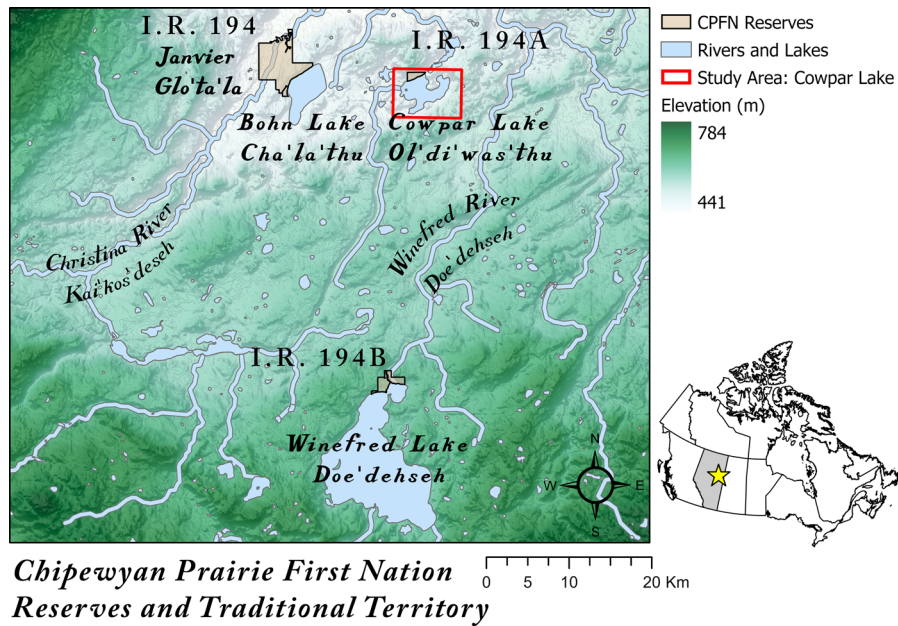 I.R. 194
Janvier
Glo'ta'la
I.R. 194A
Bohn Lake
Cha'la'thu
Cowpar Lake
Ol'di'was'thu
Christina River
Kai'kos'deseh
Winefred River
Doe'dehseh
I.R. 194B
Winefred Lake
Doe'dehseh
N
W
E
S
CPFN Reserves
Rivers and Lakes
Study Area: Cowpar Lake
Elevation (m)
784
441
Chipewyan Prairie First Nation
Reserves and Traditional Territory
0 5 10 20 Km